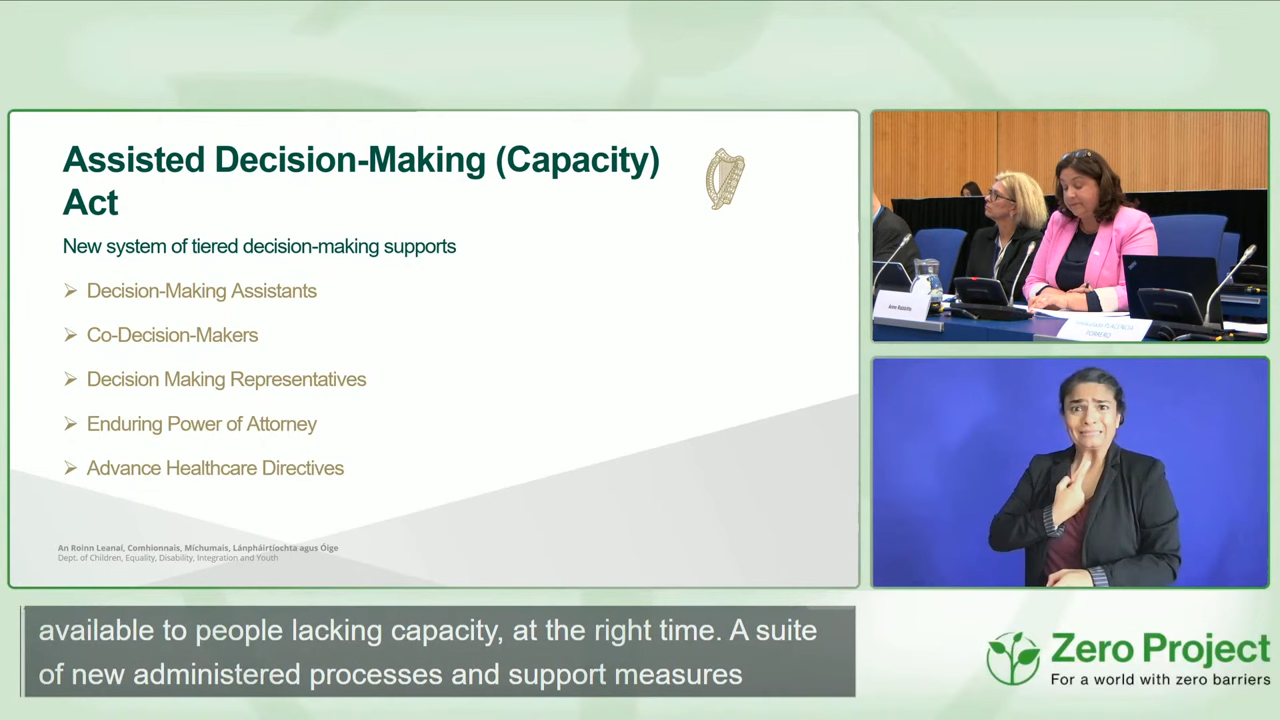 Assisted Decision-Making (Capacity)
Act
New system of tiered decision-making supports
Decision-Making Assistants
Co-Decision-Makers
Decision Making Representatives
Enduring Power of Attorney
Advance Healthcare Directives
An Roinn Leanaí, Comhionnais, Míchumais, Lánpháirtíochta agus Óige
Dept. of Children, Equality, Disability, Integration and Youth
Anne Rabbitte
available to people lacking capacity, at the right time. A suite
of new administered processes and support measures
Zero Project
For a world with zero barriers